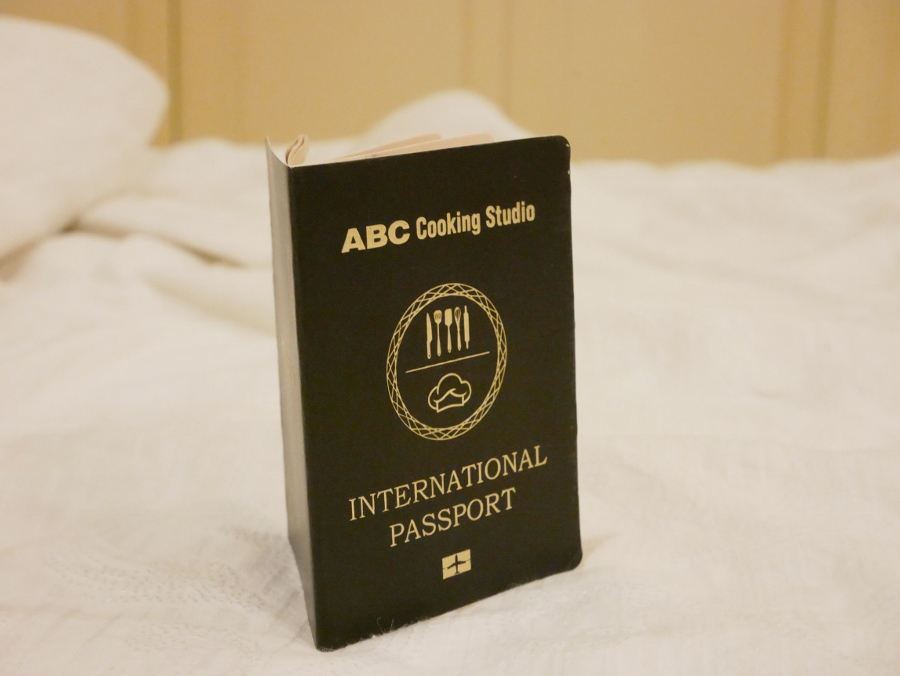 ABC Cooking Studio
INTERNATIONAL
PASSPORT